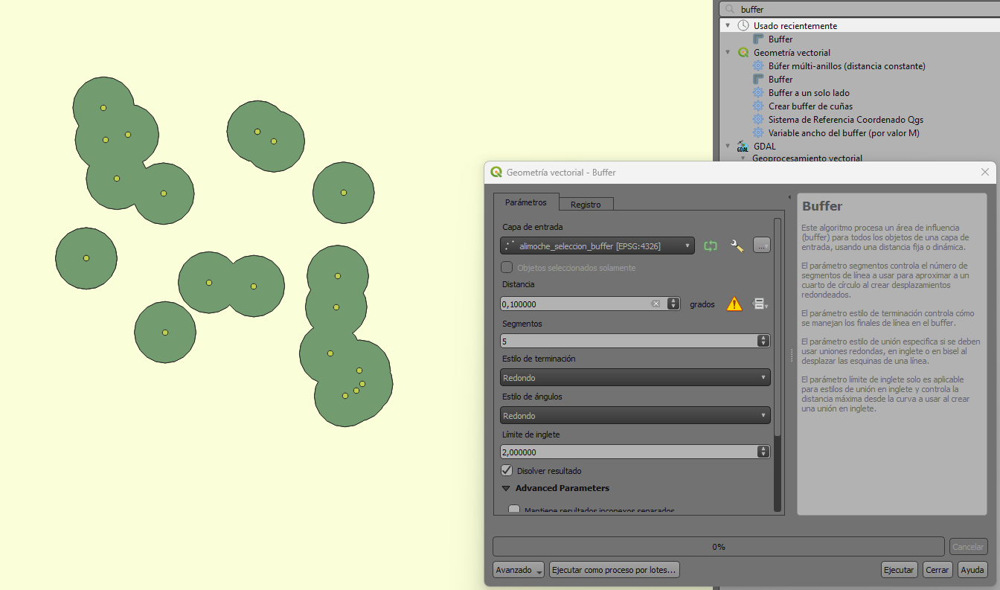 buffer
Usado recientemente
Buffer
Geometría vectorial
Búfer múlti-anillos (distancia constante)
Buffer
Buffer a un solo lado
Crear buffer de cuñas
Sistema de Referencia Coordenado Qgs
Variable ancho del buffer (por valor M)
GDAL
GDAL
Geoprocesamiento vectorial
Geometría vectorial - Buffer
Parámetros
Registro
Capa de entrada
alimoche_seleccion_buffer [EPSG:4326]
...
Objetos seleccionados solamente
Distancia
0,100000
grados
Segmentos
5
Estilo de terminación
Redondo
Estilo de ángulos
Redondo
Límite de inglete
2,000000
Disolver resultado
Advanced Parameters
Mantiene resultados inconexos separados
Buffer
Este algoritmo procesa un área de influencia
(buffer) para todos los objetos de una capa de
entrada, usando una distancia fija o dinámica.
El parámetro segmentos controla el número de
segmentos de línea a usar para aproximar a un
cuarto de círculo al crear desplazamientos
redondeados.
El parámetro estilo de terminación controla cómo
se manejan los finales de línea en el buffer.
El parámetro estilo de unión especifica si se deben
usar uniones redondas, en inglete o en bisel al
desplazar las esquinas de una línea.
El parámetro límite de inglete solo es aplicable
para estilos de unión en inglete y controla la
distancia máxima desde la curva a usar al crear
una unión en inglete.
0%
Cancelar
Avanzado
Ejecutar como proceso por lotes...
Ejecutar
Cerrar
Ayuda